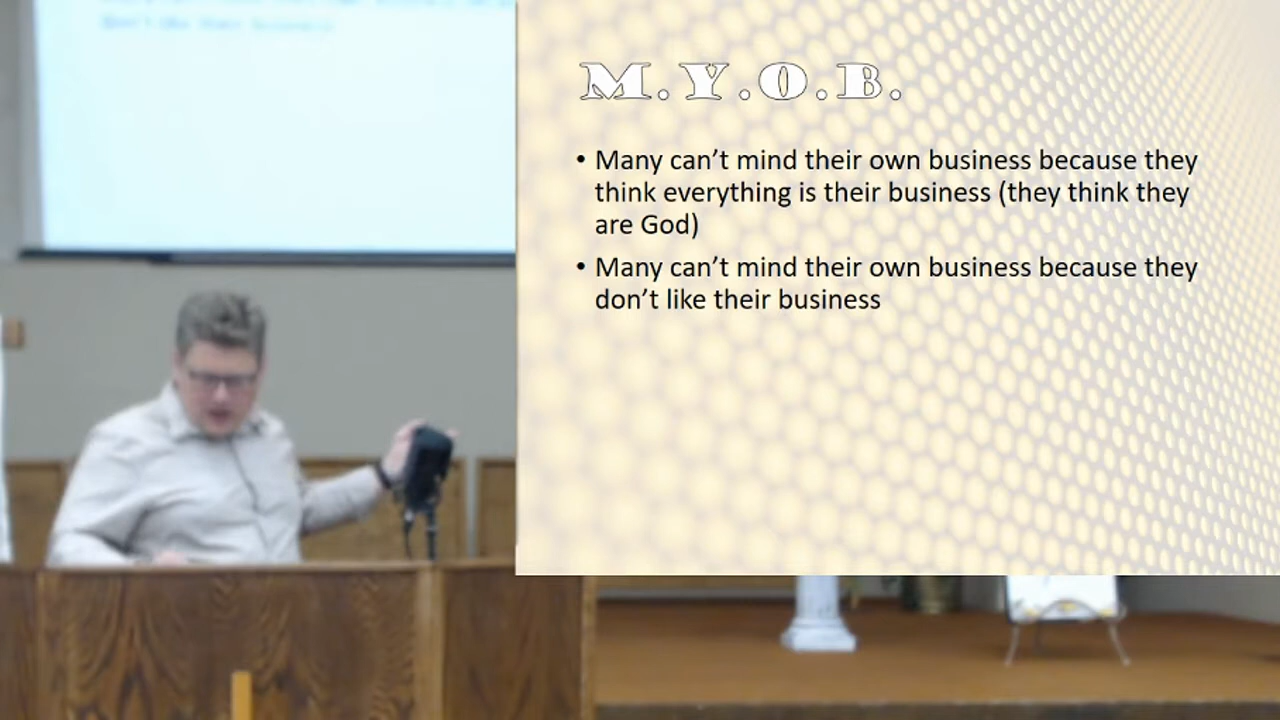 M.Y.O.B.
• Many can't mind their own business because they
think everything is their business (they think they
are God)
• Many can't mind their own business because they
don't like their business